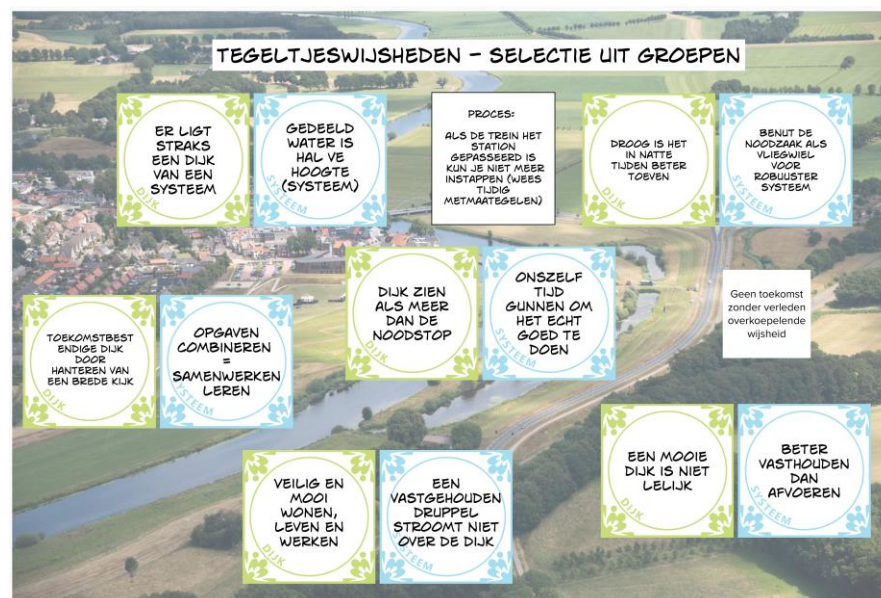 TEGELTJESWIJSHEDEN - SELECTIE UIT GROEPEN
ER LIGT
STRAKS
EEN DIJK
VAN EEN
SYSTEEM
DIJK
GEDEELD
WATER IS
HAL VE
HOOGTE
(SYSTEEM)
SYSTEEM
PROCES:
ALS DE TREIN HET
STATION
GEPASSEERD IS
KUN JE NIET MEER
INSTAPPEN (WEES
TIJDIG
METMAATEGELEN)
DROOG IS HET
IN NATTE
TIJDEN BETER
TOEVEN
DIJK
BENUT DE
NOODZAAK ALS
VLIEGWIEL
VOOR
ROBUUSTER
SYSTEEM
SYSTEEM
TOEKOMSTBEST
ENDIGE DIJK
DOOR
HANTEREN VAN
EEN BREDE KIJK
DIJK
OPGAVEN
COMBINEREN
=
SAMENWERKEN
LEREN
SYSTEEM
DIJK ZIEN
ALS MEER
DAN DE
NOODSTOP
DIJK
ONSZELF
TIJD
GUNNEN OM
HET ECHT
GOED TE
DOEN
SYSTEEM
Geen toekomst
zonder verleden
overkoepelende
wijsheid
VEILIG EN
MOOI
WONEN,
LEVEN EN
WERKEN
DIJK
EEN
VASTGEHOUDEN
DRUPPEL
STROOMT NIET
OVER DE DIJK
SYSTEEM
EEN MOOIE
DIJK IS NIET
LELIJK
DIJK
BETER
VASTHOUDEN
DAN
AFVOEREN
SYSTEEM